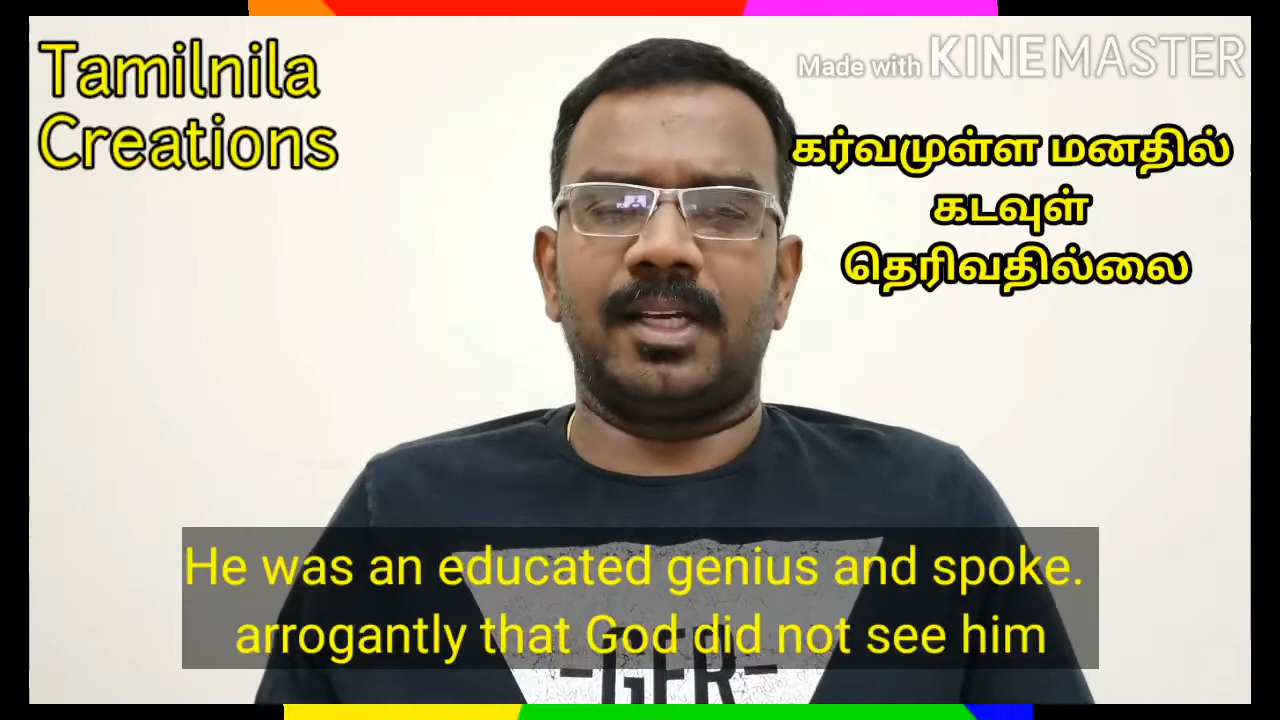 Tamilnila
Creations
Made with KINEMASTER
கர்வமுள்ள மனதில்
கடவுள்
தெரிவதில்லை
He was an educated genius and spoke.
arrogantly that God did not see him
-GFR-